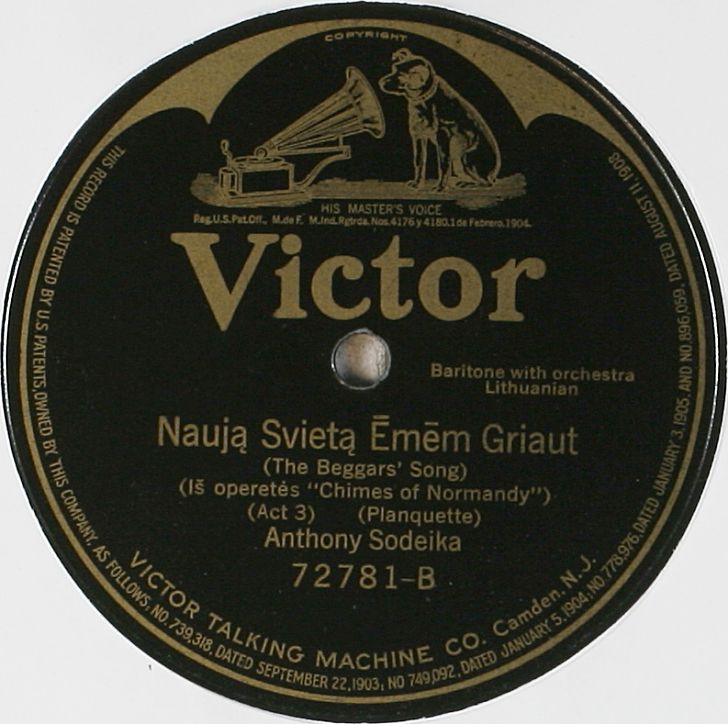 COPYRIGHT
HIS MASTER'S VOICE
Reg.U.S.Pat.Off., M.de F. M.Ind.Rgtrda.Nos.4176 y 4180.1 de Febrero.1904.
Victor
Baritone with orchestra
Lithuanian
Naują Svietą Ēmēm Griaut
(The Beggars' Song)
(Iš operetės "Chimes of Normandy")
(Act 3) (Planquette)
Anthony Sodeika
72781-B
VICTOR TALKING MACHINE CO. Camden, N.J.
THIS RECORD IS PATENTED BY U.S. PATENTS, OWNED BY THIS COMPANY, AS FOLLOWS: NO. 739,318, DATED SEPTEMBER 22,1903; NO 749,092, DATED JANUARY 5,1904, NO. 778,976, DATED JANUARY 3, 1905, AND NO. 896,059, DATED AUGUST 11, 1908